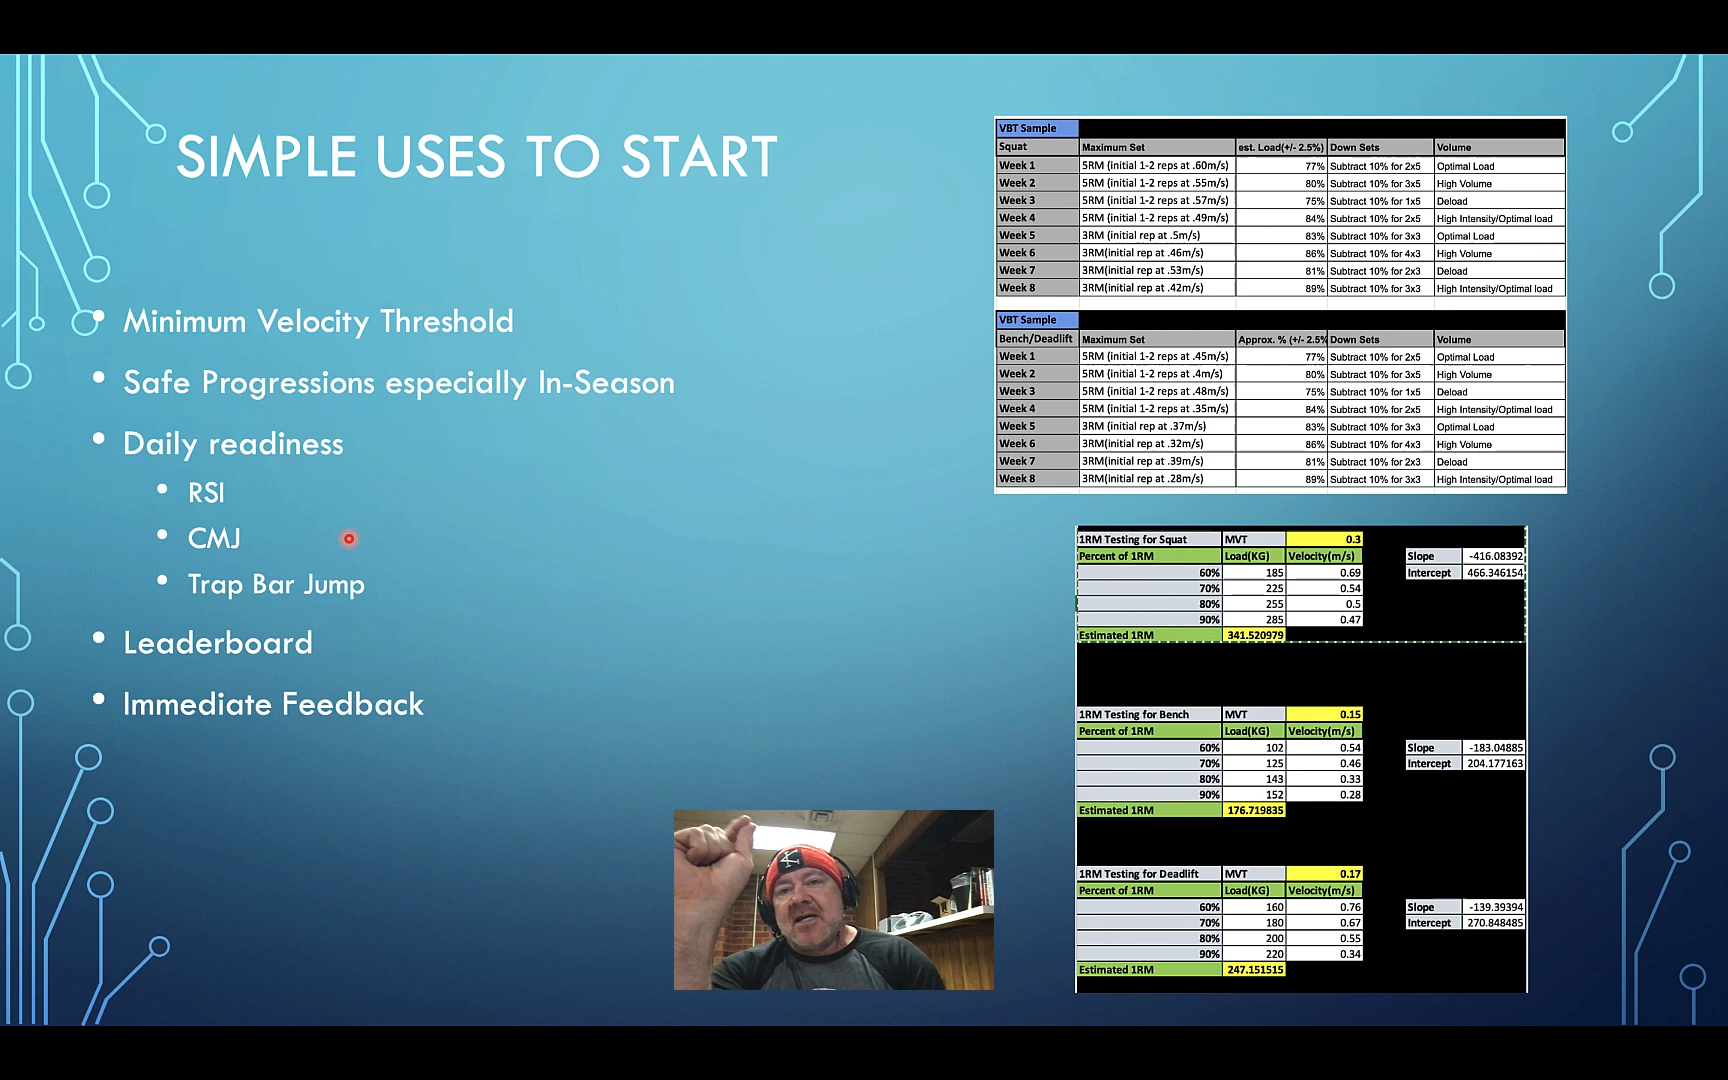 SIMPLE USES TO START
Minimum Velocity Threshold
Safe Progressions especially In-Season
Daily readiness
RSI
CMJ
Trap Bar Jump
Leaderboard
Immediate Feedback
VBT Sample
Squat Maximum Set est. Load(+/- 2.5%) Down Sets Volume
Week 1 5RM (initial 1-2 reps at .60m/s) 77% Subtract 10% for 2x5 Optimal Load
Week 2 5RM (initial 1-2 reps at .55m/s) 80% Subtract 10% for 3x5 High Volume
Week 3 5RM (initial 1-2 reps at .57m/s) 75% Subtract 10% for 1x5 Deload
Week 4 5RM (initial 1-2 reps at .49m/s) 84% Subtract 10% for 2x5 High Intensity/Optimal load
Week 5 3RM (initial rep at .5m/s) 83% Subtract 10% for 3x3 Optimal Load
Week 6 3RM(initial rep at .46m/s) 86% Subtract 10% for 4x3 High Volume
Week 7 3RM(initial rep at .53m/s) 81% Subtract 10% for 2x3 Deload
Week 8 3RM(initial rep at .42m/s) 89% Subtract 10% for 3x3 High Intensity/Optimal load
VBT Sample
Bench/Deadlift Maximum Set Approx. % (+/- 2.5% Down Sets Volume
Week 1 5RM (initial 1-2 reps at .45m/s) 77% Subtract 10% for 2x5 Optimal Load
Week 2 5RM (initial 1-2 reps at .4m/s) 80% Subtract 10% for 3x5 High Volume
Week 3 5RM (initial 1-2 reps at .48m/s) 75% Subtract 10% for 1x5 Deload
Week 4 5RM (initial 1-2 reps at .35m/s) 84% Subtract 10% for 2x5 High Intensity/Optimal load
Week 5 3RM (initial rep at .37m/s) 83% Subtract 10% for 3x3 Optimal Load
Week 6 3RM(initial rep at .32m/s) 86% Subtract 10% for 4x3 High Volume
Week 7 3RM(initial rep at .39m/s) 81% Subtract 10% for 2x3 Deload
Week 8 3RM(initial rep at .28m/s) 89% Subtract 10% for 3x3 High Intensity/Optimal load
1RM Testing for Squat MVT 0.3
Percent of 1RM Load(KG) Velocity(m/s) Slope -416.08392
60% 185 0.69 Intercept 466.346154
70% 225 0.54
80% 255 0.5
90% 285 0.47
Estimated 1RM 341.520979
1RM Testing for Bench MVT 0.15
Percent of 1RM Load(KG) Velocity(m/s)
60% 102 0.54 Slope -183.04885
70% 125 0.46 Intercept 204.177163
80% 143 0.33
90% 152 0.28
Estimated 1RM 176.719835
1RM Testing for Deadlift MVT 0.17
Percent of 1RM Load(KG) Velocity(m/s)
60% 160 0.76 Slope -139.39394
70% 180 0.67 Intercept 270.848485
80% 200 0.55
90% 220 0.34
Estimated 1RM 247.151515